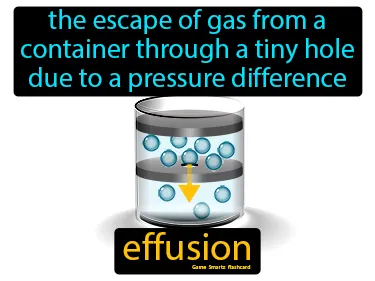 the escape of gas from a
container through a tiny hole
due to a pressure difference
effusion
Game Smartz flashcard